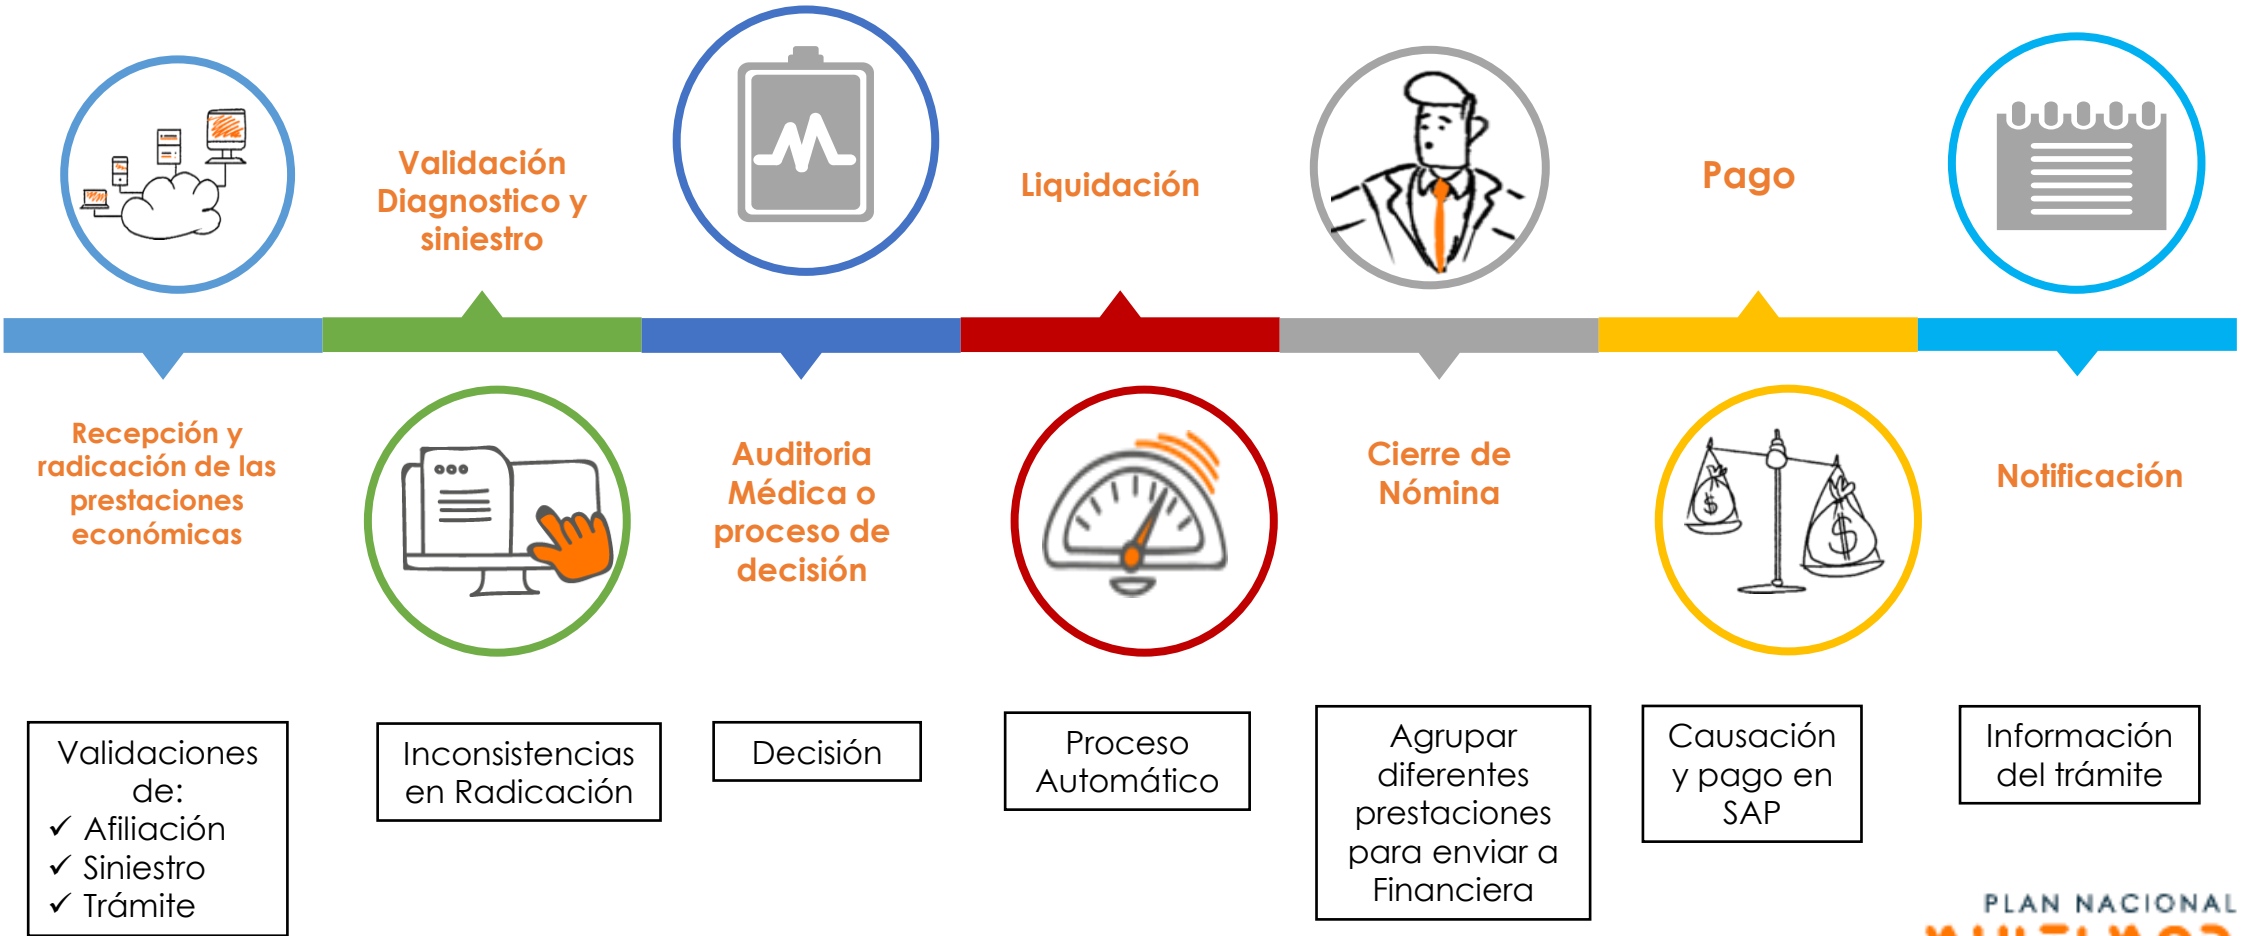 Validación
Diagnostico y
siniestro
Liquidación
Pago
Recepción y
radicación de las
prestaciones
económicas
Auditoria
Médica o
proceso de
decisión
Cierre de
Nómina
$
$
Notificación
Validaciones
de:
✓ Afiliación
✓ Siniestro
✓ Trámite
Inconsistencias
en Radicación
Decisión
Proceso
Automático
Agrupar
diferentes
prestaciones
para enviar a
Financiera
Causación
y pago en
SAP
Información
del trámite
PLAN NACIONAL